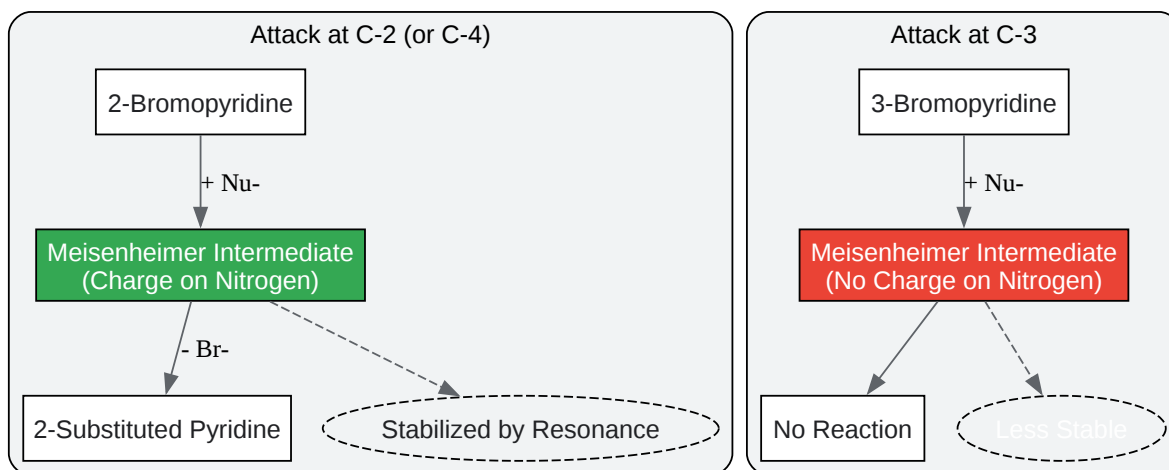 Attack at C-2 (or C-4)
2-Bromopyridine
+ Nu-
Meisenheimer Intermediate
(Charge on Nitrogen)
- Br-
2-Substituted Pyridine
Stabilized by Resonance
Attack at C-3
3-Bromopyridine
+ Nu-
Meisenheimer Intermediate
(No Charge on Nitrogen)
No Reaction
Less Stable